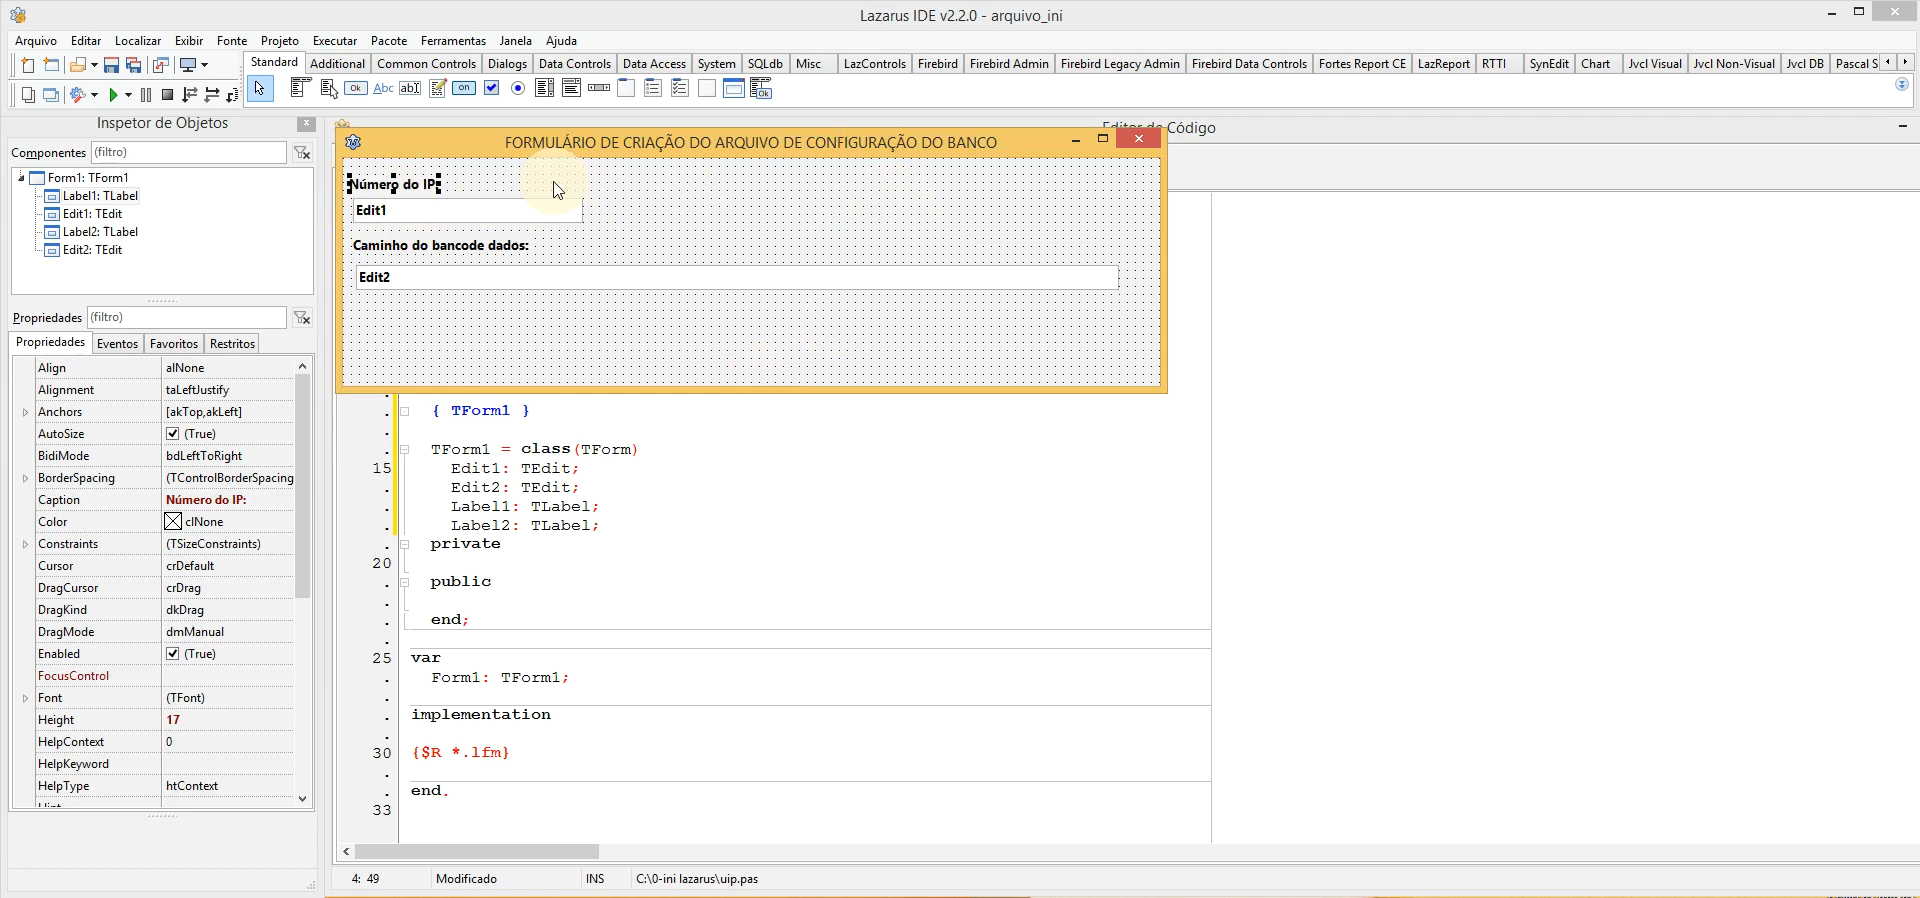 Lazarus IDE v2.2.0 - arquivo_ini
Arquivo Editar Localizar Exibir Fonte Projeto Executar Pacote Ferramentas Janela Ajuda
Standard Additional Common Controls Dialogs Data Controls Data Access System SQLdb Misc LazControls Firebird Firebird Admin Firebird Legacy Admin Firebird Data Controls Fortes Report CE LazReport RTTI SynEdit Chart Jvcl Visual Jvcl Non-Visual Jvcl DB Pascal S
Ok Abc ab on Ok
Inspetor de Objetos
Editor de Código
Componentes (filtro)
Form1: TForm1
Label1: TLabel
Edit1: TEdit
Label2: TLabel
Edit2: TEdit
Propriedades (filtro)
Propriedades Eventos Favoritos Restritos
Align alNone
Alignment taLeftJustify
Anchors [akTop,akLeft]
AutoSize (True)
BidiMode bdLeftToRight
BorderSpacing (TControlBorderSpacing
Caption Número do IP:
Color clNone
Constraints (TSizeConstraints)
Cursor crDefault
DragCursor crDrag
DragKind dkDrag
DragMode dmManual
Enabled (True)
FocusControl
Font (TFont)
Height 17
HelpContext 0
HelpKeyword
HelpType htContext
FORMULÁRIO DE CRIAÇÃO DO ARQUIVO DE CONFIGURAÇÃO DO BANCO
Número do IP:
Edit1
Caminho do bancode dados:
Edit2
{ TForm1 }
TForm1 = class(TForm)
15 Edit1: TEdit;
Edit2: TEdit;
Label1: TLabel;
Label2: TLabel;
private
20
public
end;
25 var
Form1: TForm1;
implementation
30 {$R *.lfm}
end.
33
4: 49 Modificado INS C:\0-ini lazarus\uip.pas